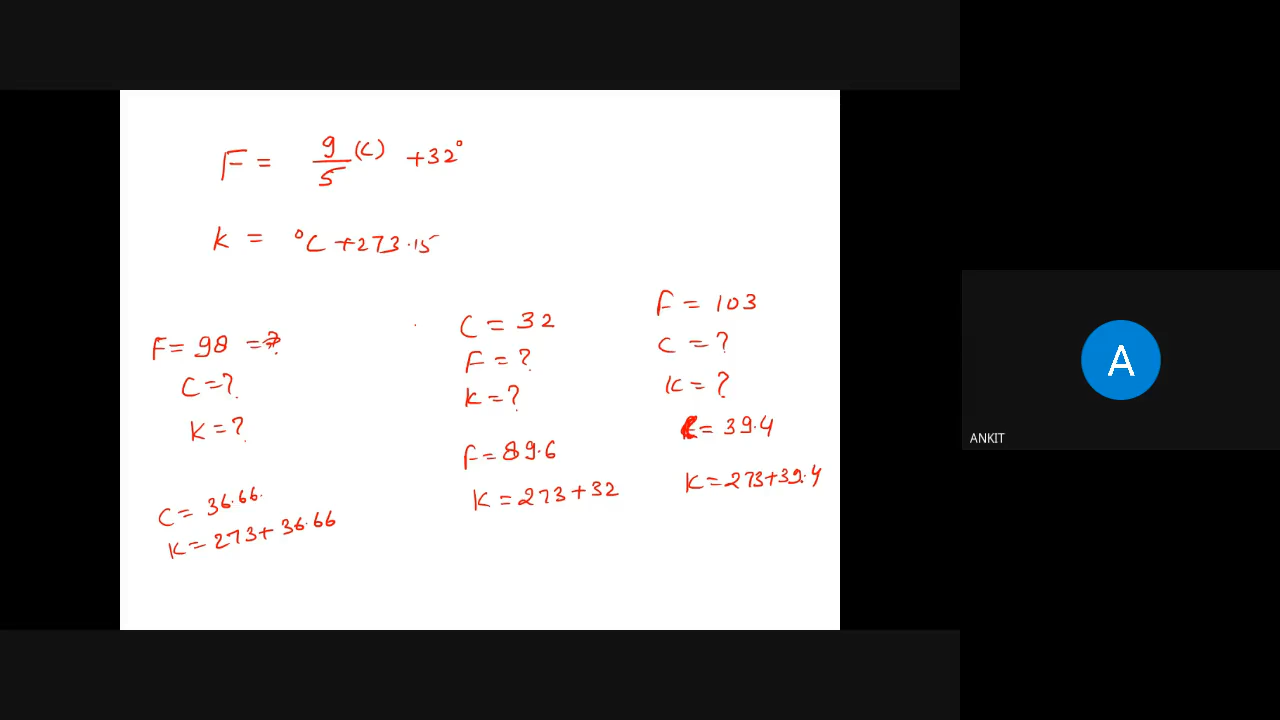 F = 9/5 (C) + 32°
K = °C + 273.15
F = 98 = ?
C = ?
K = ?
C = 36.66.
K = 273 + 36.66
C = 32
F = ?
K = ?
F = 89.6
K = 273 + 32
F = 103
C = ?
K = ?
= 39.4
K = 273 + 39.4
A
ANKIT